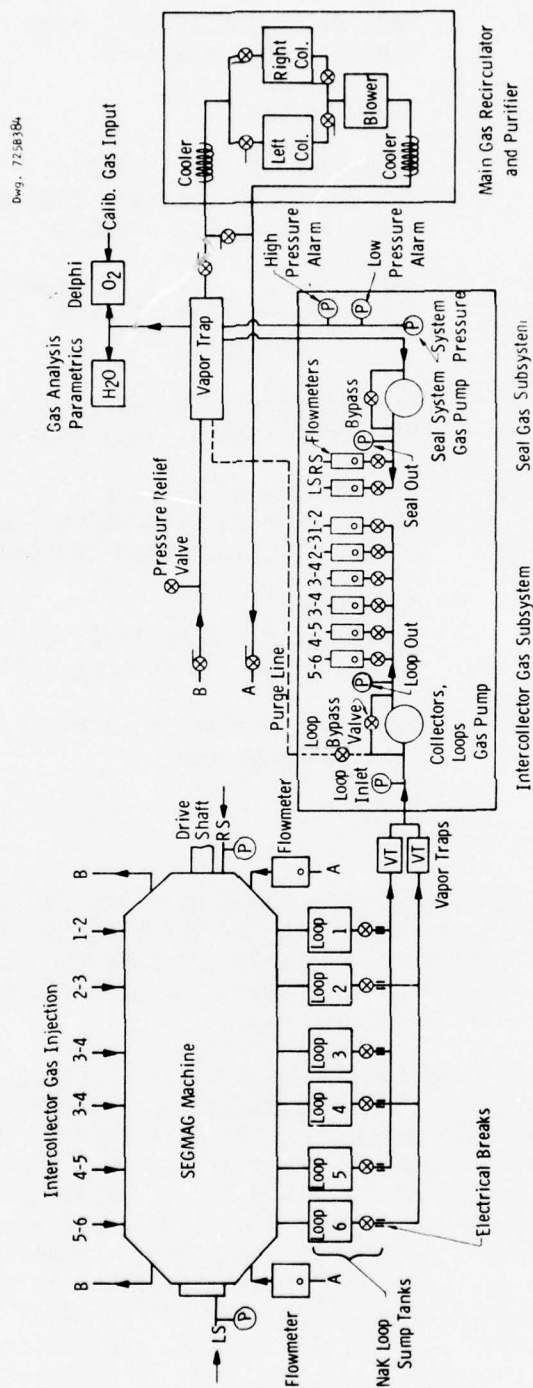 Dwg. 7258384
Intercollector Gas Injection
5-6
4-5
3-4
3-4
2-3
1-2
B
B
SEGMAG Machine
Drive
Shaft
RS
P
LS
P
Flowmeter
A
Flowmeter
A
Loop
6
Loop
5
Loop
4
Loop
3
Loop
2
Loop
1
NaK Loop
Sump Tanks
Electrical Breaks
VT
VT
Vapor Traps
Gas Analysis
Parametrics
H2O
Delphi
O2
Calib. Gas Input
Pressure Relief
Valve
B
A
Vapor Trap
Purge Line
Cooler
Left
Col.
Right
Col.
Blower
Cooler
Main Gas Recirculator
and Purifier
High
Pressure
Alarm
Low
Pressure
Alarm
P
P
P
System
Pressure
Loop
Bypass
Valve
Loop
Inlet
P
Collectors,
Loops
Gas Pump
P
Loop Out
5-6
4-5
3-4
3-4
2-3
1-2
LS
RS
Flowmeters
Bypass
P
Seal Out
Seal System
Gas Pump
Intercollector Gas Subsystem
Seal Gas Subsystem